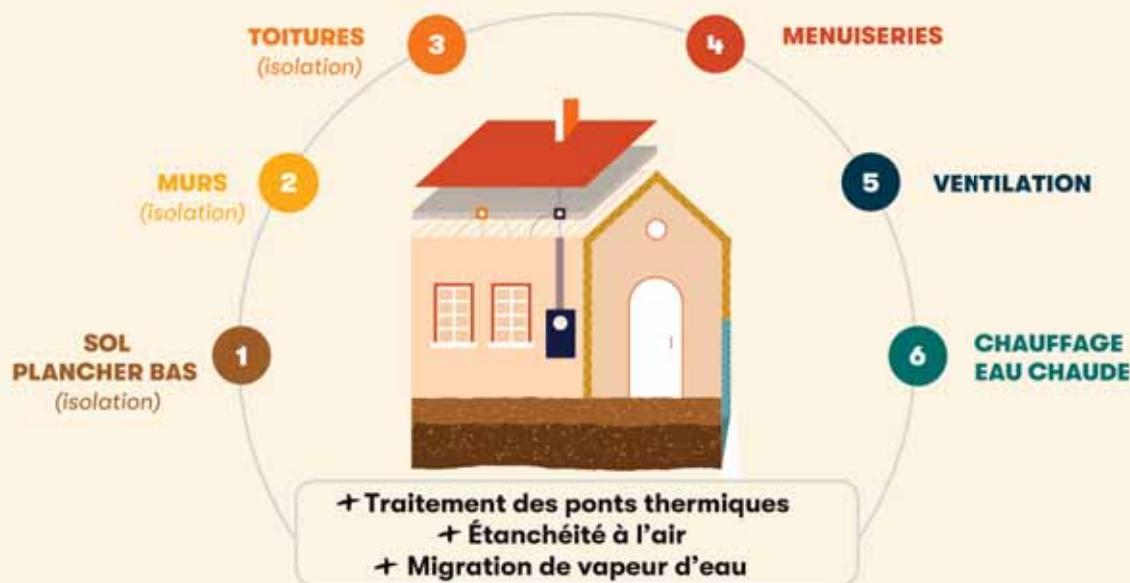 TOITURES
(isolation)
3
4
MENUISERIES
MURS
(isolation)
2
5
VENTILATION
SOL
PLANCHER BAS
(isolation)
1
6
CHAUFFAGE
EAU CHAUDE
+ Traitement des ponts thermiques
+ Étanchéité à l'air
+ Migration de vapeur d'eau